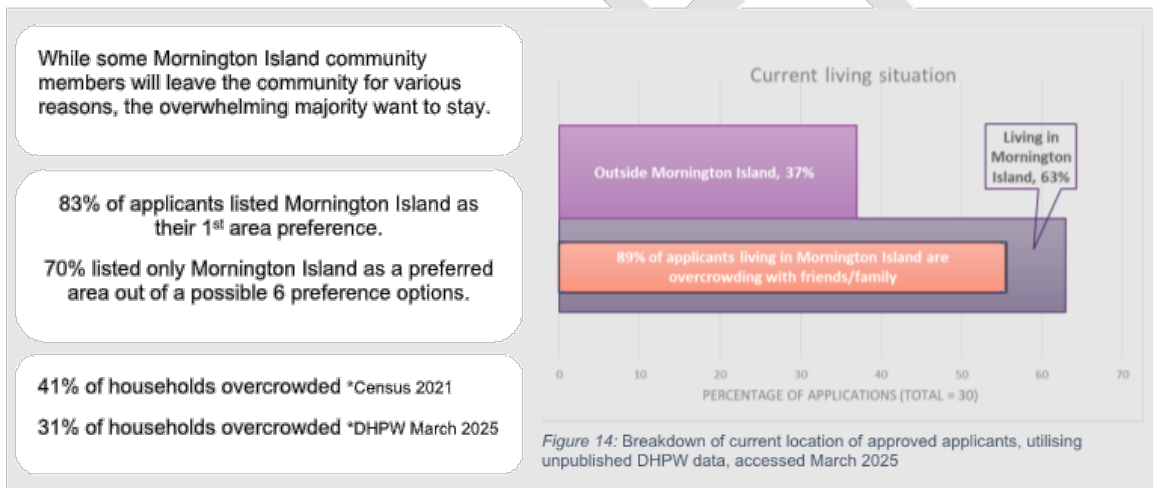 While some Mornington Island community
members will leave the community for various
reasons, the overwhelming majority want to stay.
83% of applicants listed Mornington Island as
their 1st area preference.
70% listed only Mornington Island as a preferred
area out of a possible 6 preference options.
41% of households overcrowded *Census 2021
31% of households overcrowded *DHPW March 2025
Current living situation
Outside Mornington Island, 37%
Living in
Mornington
Island, 63%
89% of applicants living in Mornington Island are
overcrowding with friends/family
0 10 20 30 40 50 60 70
PERCENTAGE OF APPLICATIONS (TOTAL = 30)
Figure 14: Breakdown of current location of approved applicants, utilising
unpublished DHPW data, accessed March 2025